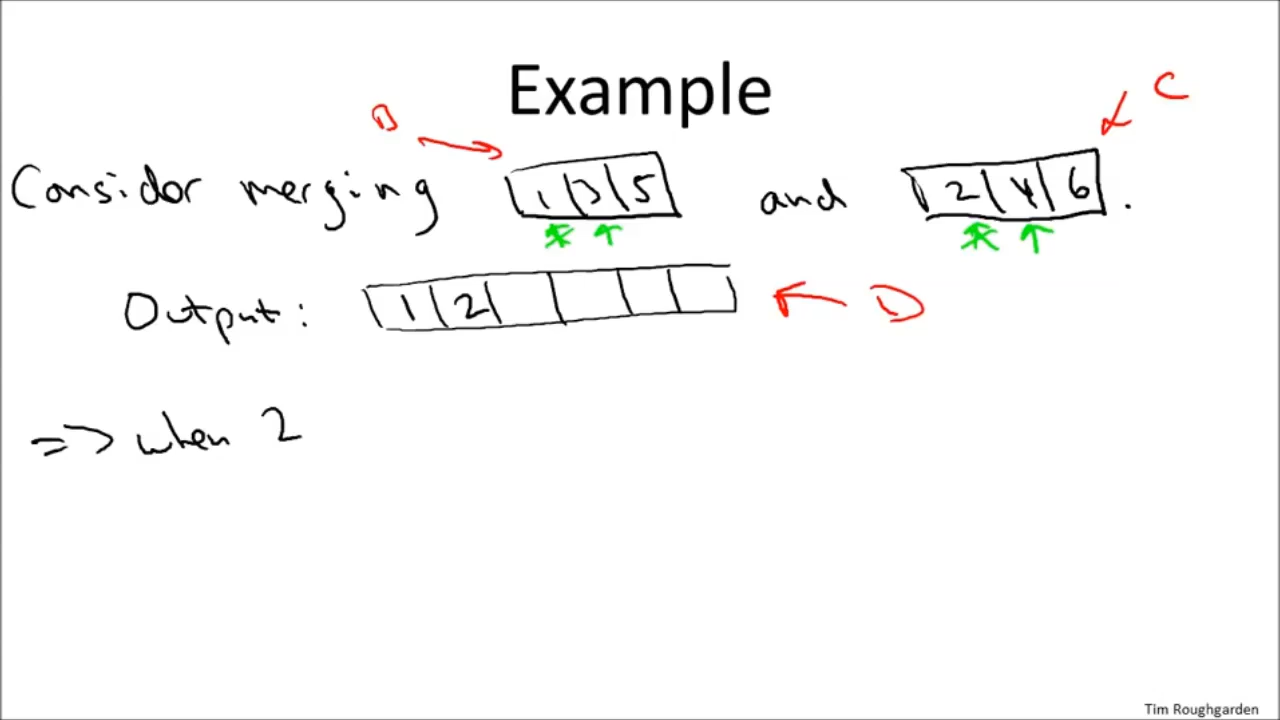 Example
B C
Consider merging 1 3 5 and 2 4 6.
Output: 1 2 D
=> when 2
Tim Roughgarden